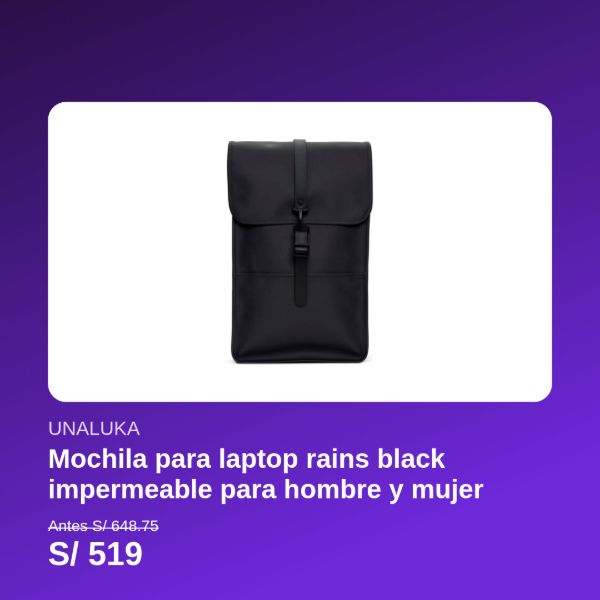 UNALUKA
Mochila para laptop rains black
impermeable para hombre y mujer
Antes S/ 648.75
S/ 519